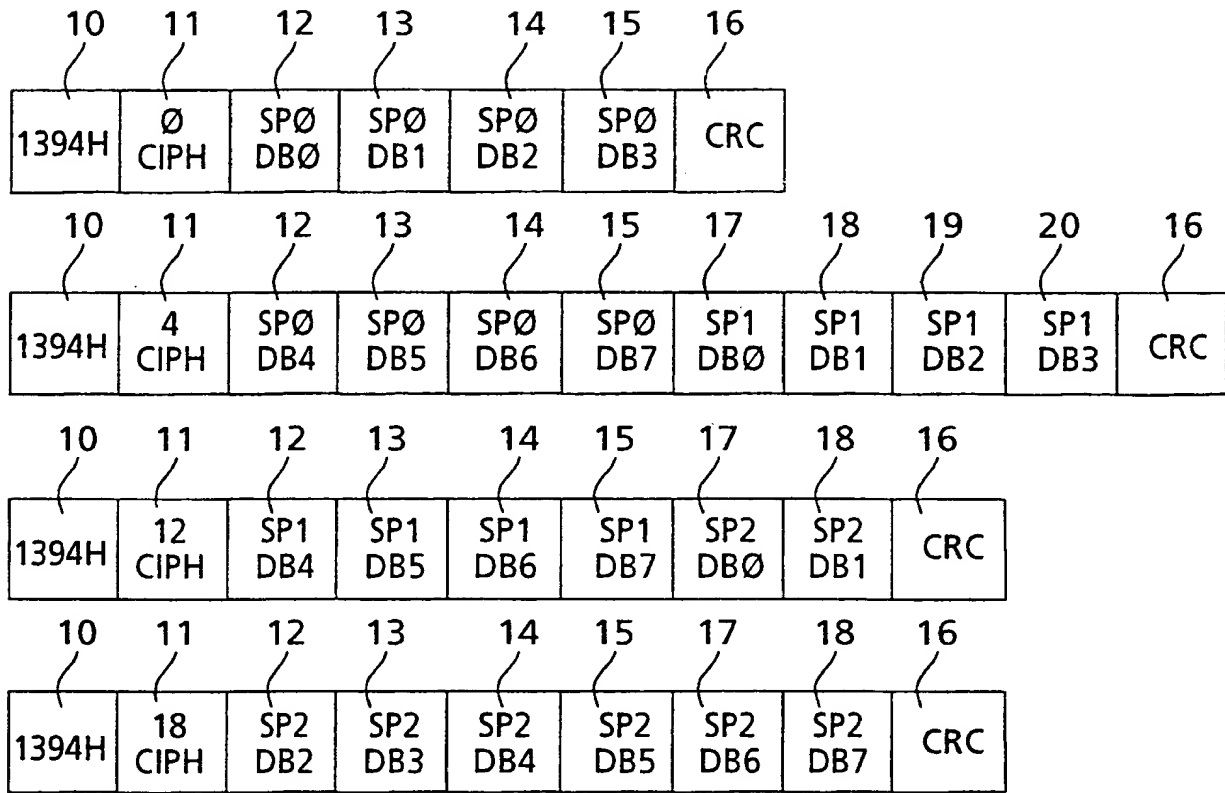 10 11 12 13 14 15 16
1394H Ø CIPH SPØ DBØ SPØ DB1 SPØ DB2 SPØ DB3 CRC
10 11 12 13 14 15 17 18 19 20 16
1394H 4 CIPH SPØ DB4 SPØ DB5 SPØ DB6 SPØ DB7 SP1 DBØ SP1 DB1 SP1 DB2 SP1 DB3 CRC
10 11 12 13 14 15 17 18 16
1394H 12 CIPH SP1 DB4 SP1 DB5 SP1 DB6 SP1 DB7 SP2 DBØ SP2 DB1 CRC
10 11 12 13 14 15 17 18 16
1394H 18 CIPH SP2 DB2 SP2 DB3 SP2 DB4 SP2 DB5 SP2 DB6 SP2 DB7 CRC